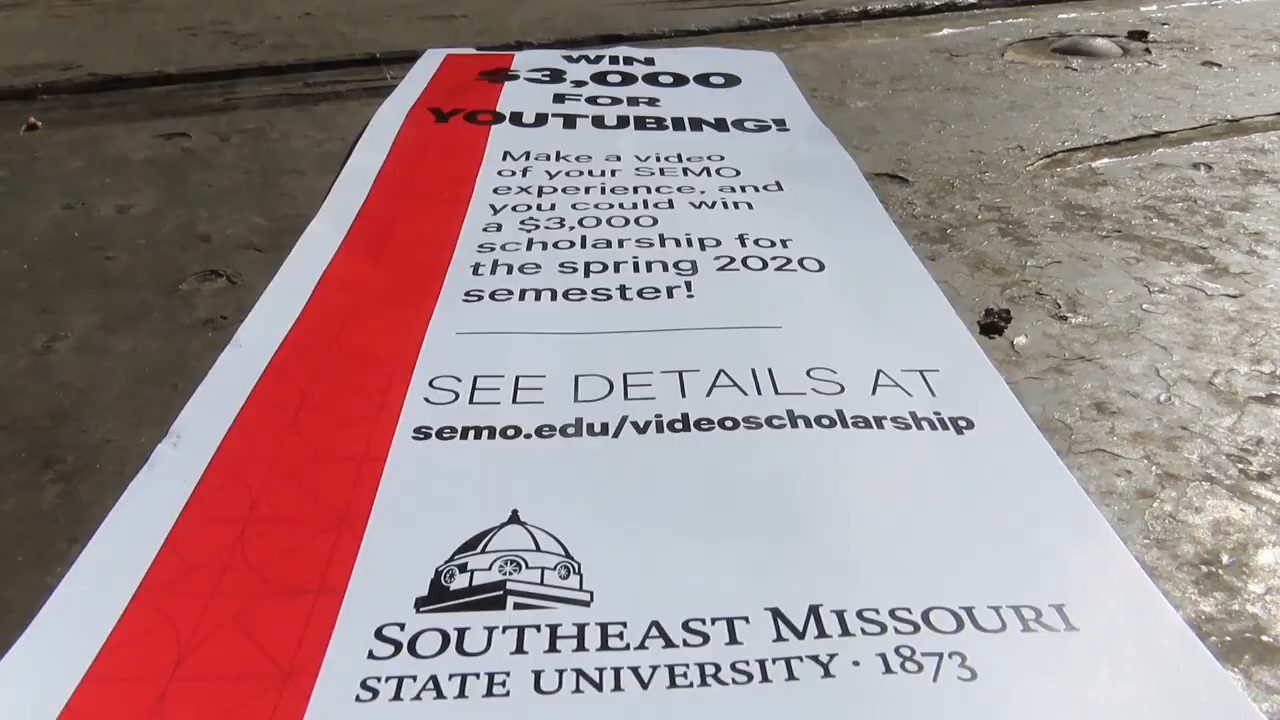 WIN
$3,000
FOR
YOUTUBING!
Make a video
of your SEMO
experience, and
you could win
a $3,000
scholarship for
the spring 2020
semester!
SEE DETAILS AT
semo.edu/videoscholarship
SOUTHEAST MISSOURI
STATE UNIVERSITY · 1873